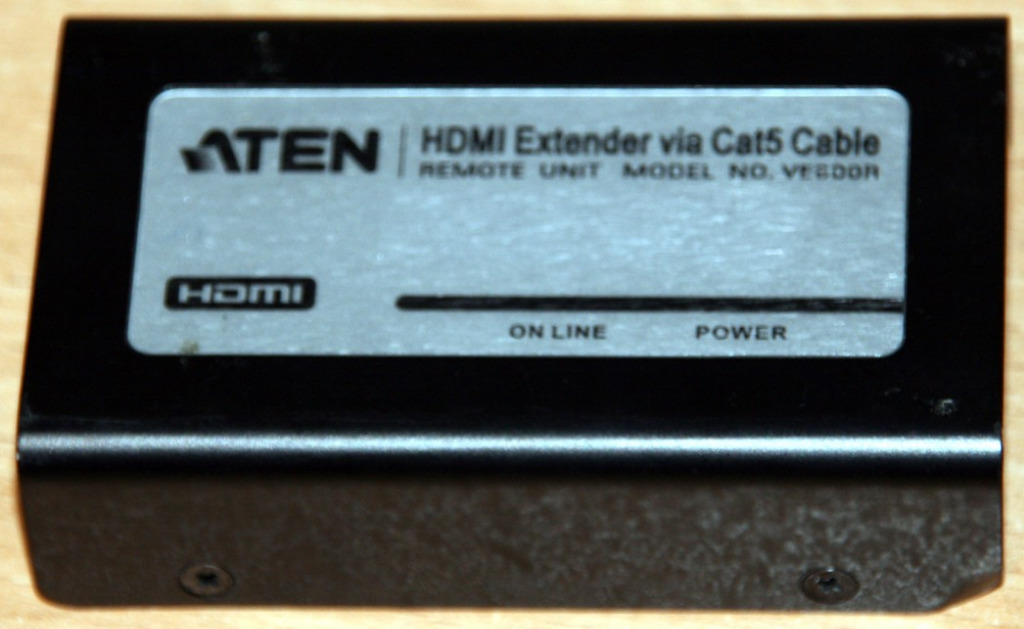 ATEN
HDMI Extender via Cat5 Cable
REMOTE UNIT MODEL NO. VE800R
HDMI
ON LINE POWER